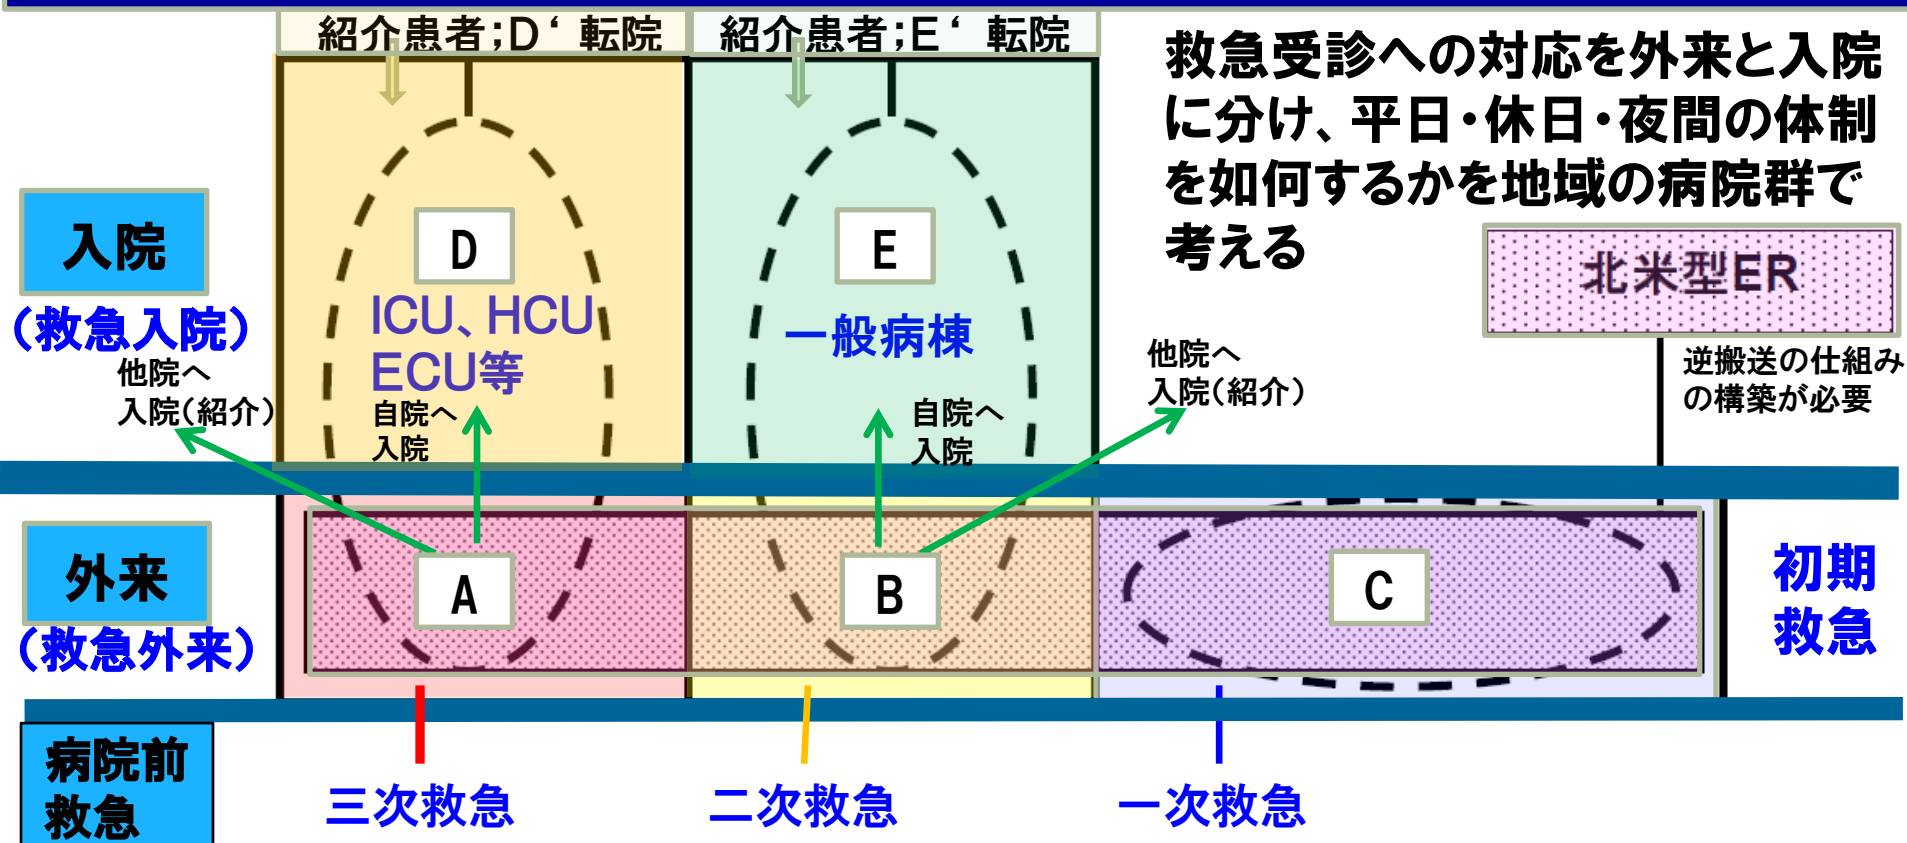 紹介患者;D‘ 転院
紹介患者;E‘ 転院
救急受診への対応を外来と入院
に分け、平日・休日・夜間の体制
を如何するかを地域の病院群で
考える
北米型ER
逆搬送の仕組み
の構築が必要
入院
(救急入院)
D
ICU、HCU
ECU等
E
一般病棟
他院へ
入院(紹介)
自院へ
入院
自院へ
入院
他院へ
入院(紹介)
外来
(救急外来)
A
B
C
初期
救急
病院前
救急
三次救急
二次救急
一次救急